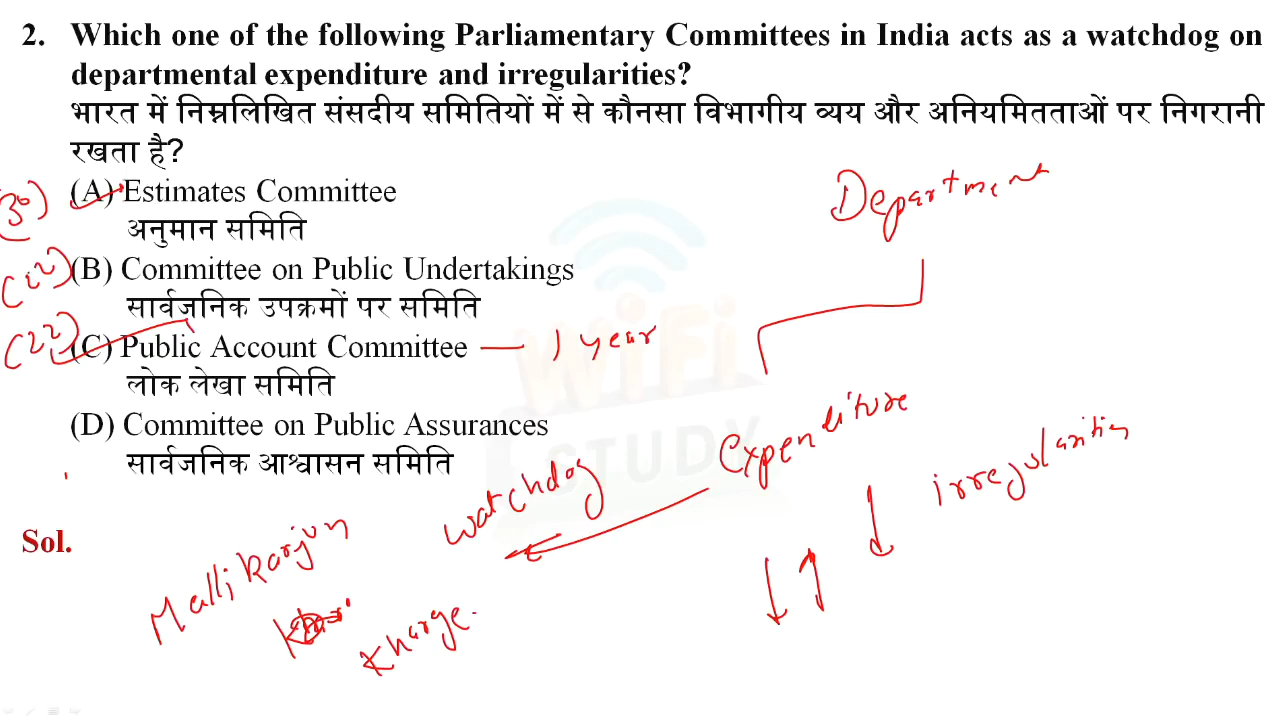 2. Which one of the following Parliamentary Committees in India acts as a watchdog on
departmental expenditure and irregularities?
भारत में निम्नलिखित संसदीय समितियों में से कौनसा विभागीय व्यय और अनियमितताओं पर निगरानी
रखता है?
Department
(30) (A) Estimates Committee
अनुमान समिति
(22) (B) Committee on Public Undertakings
सार्वजनिक उपक्रमों पर समिति
(22) (C) Public Account Committee — 1 year
लोक लेखा समिति
(D) Committee on Public Assurances
सार्वजनिक आश्वासन समिति
WiFi
STUDY
Expenditure
irregularities
watchdog
Sol.
Mallikarjun
Kharge.